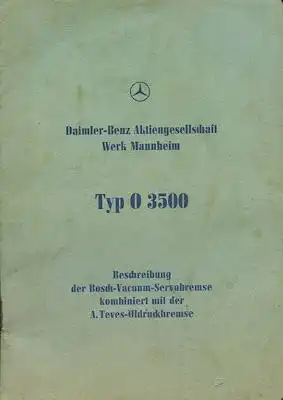 Daimler-Benz Aktiengesellschaft
Werk Mannheim
Typ O 3500
Beschreibung
der Bosch-Vacuum-Servobremse
kombiniert mit der
A. Teves-Öldruckbremse